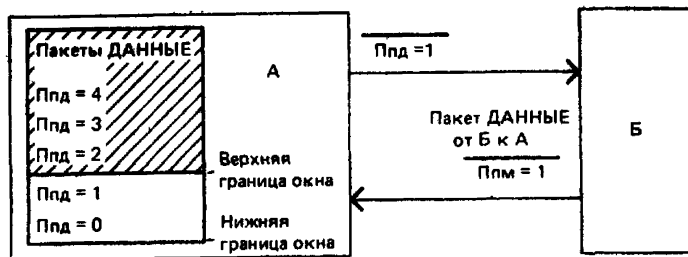 Пакеты ДАННЫЕ
Ппд = 4
Ппд = 3
Ппд = 2
Ппд = 1
Ппд = 0
А
Верхняя
граница окна
Нижняя
граница окна
Ппд =1
Пакет ДАННЫЕ
от Б к А
Ппм = 1
Б